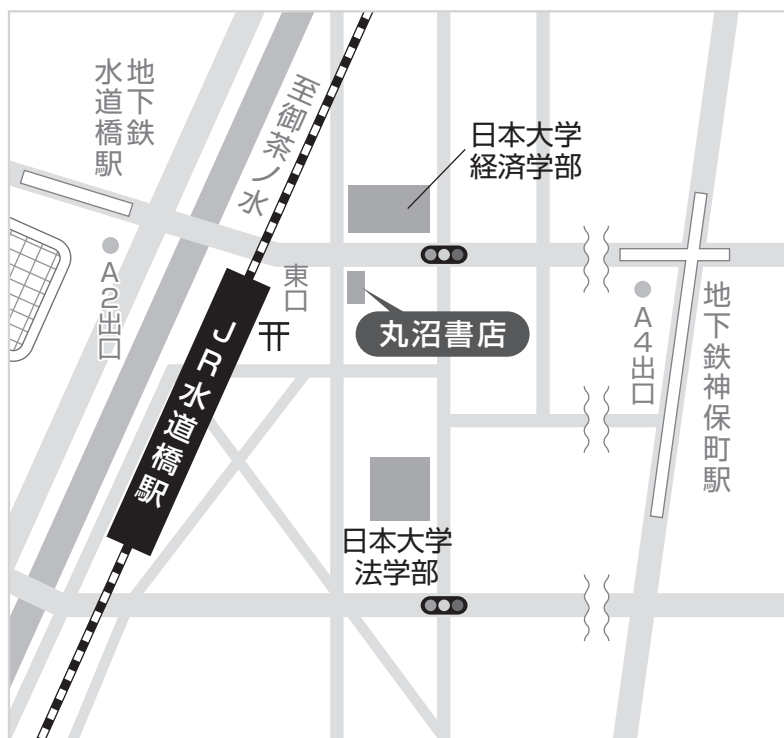 地下鉄
水道橋駅
至御茶ノ水
日本大学
経済学部
A2出口
東口
丸沼書店
JR水道橋駅
A4出口
地下鉄神保町駅
日本大学
法学部